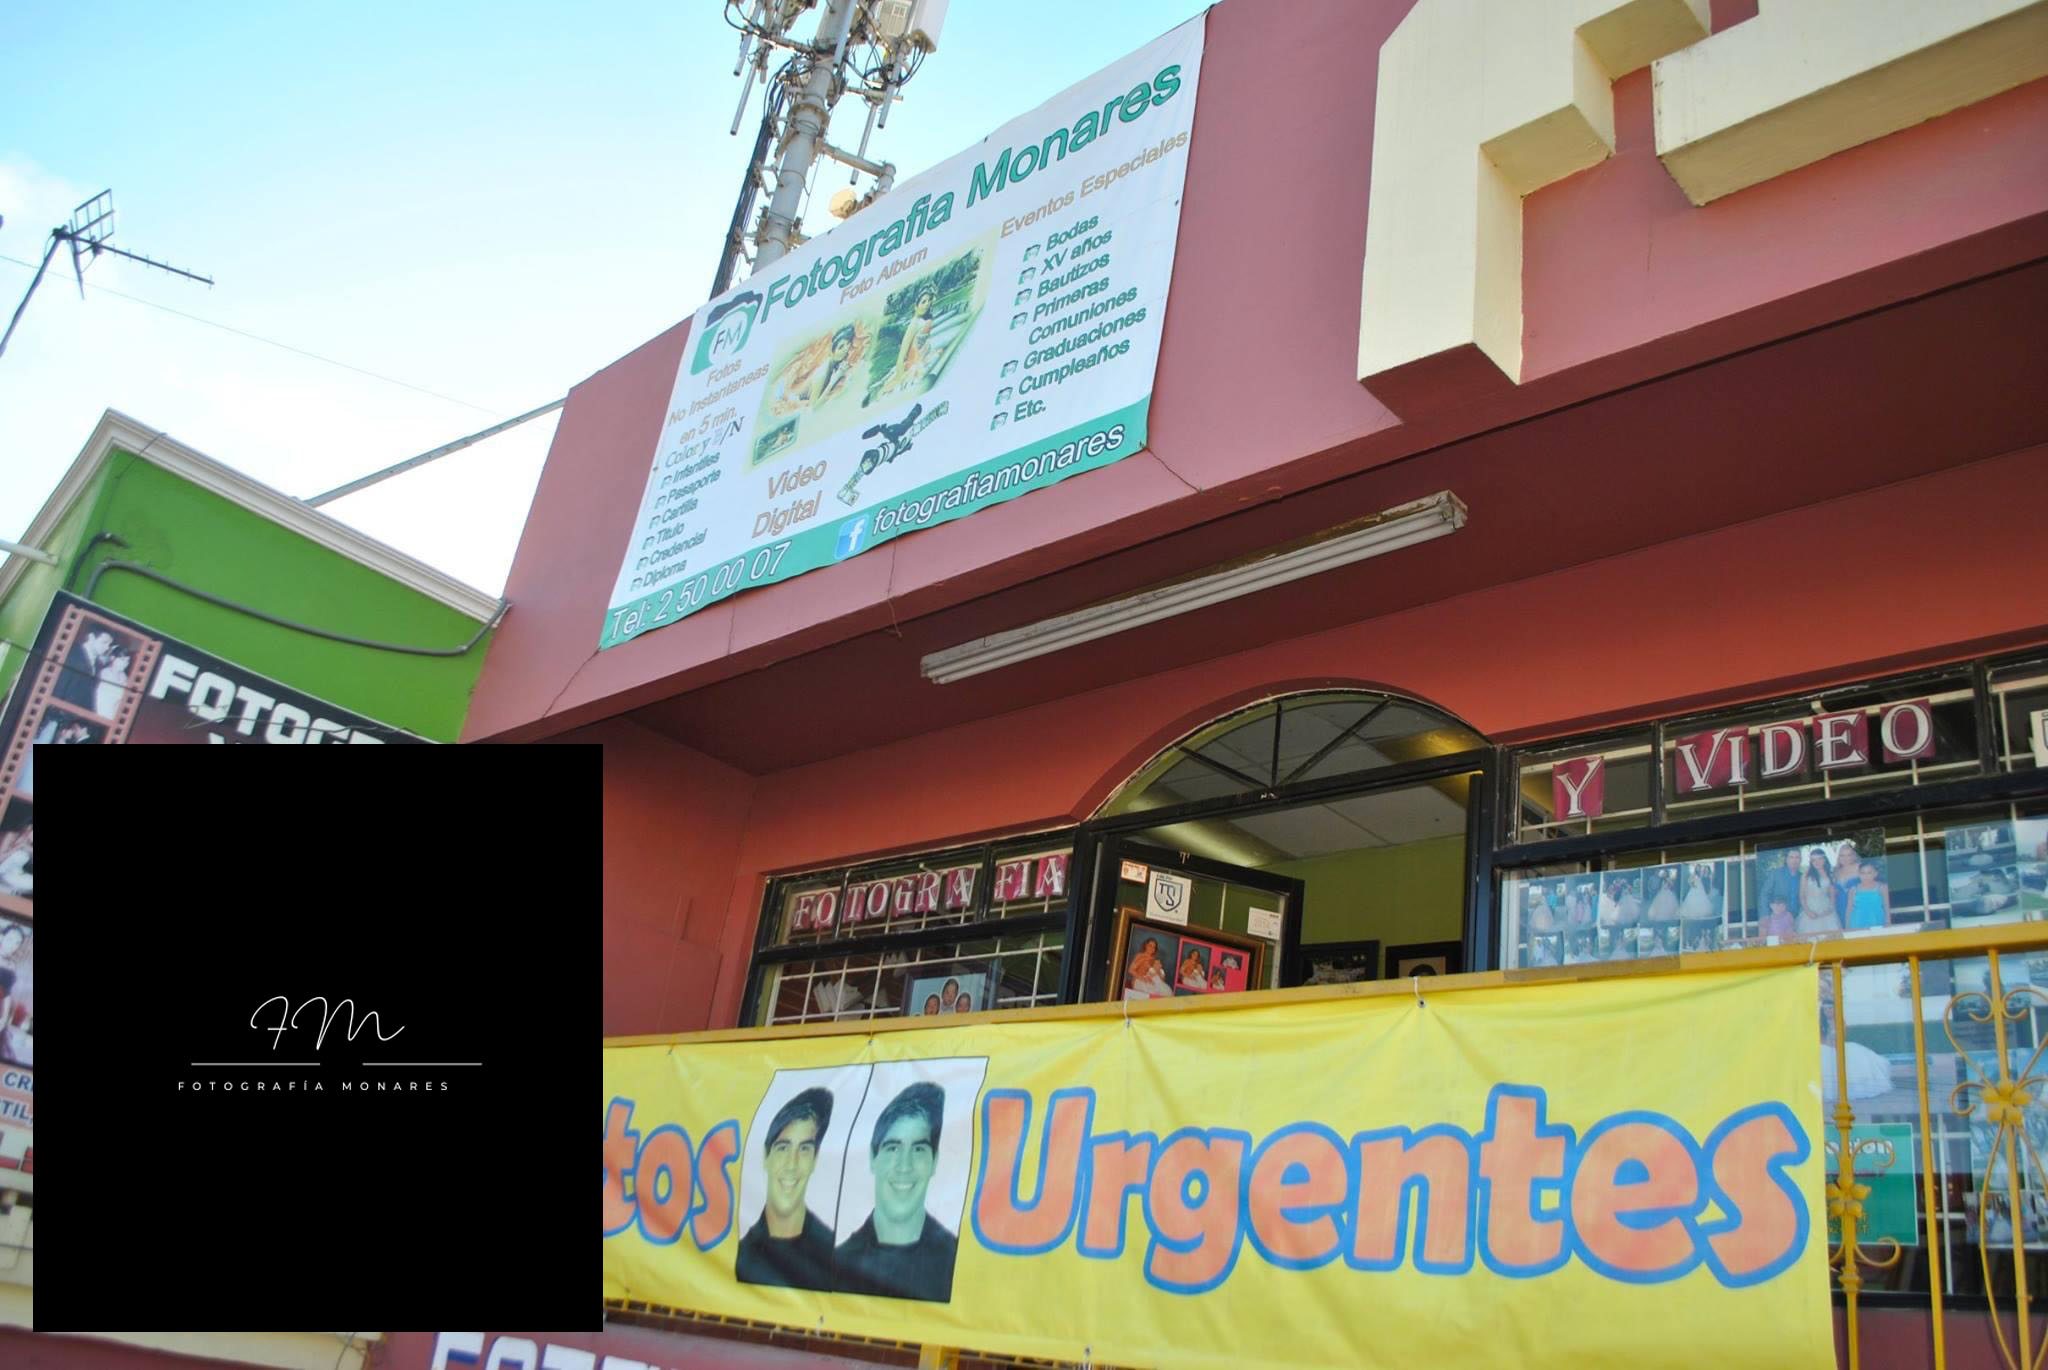 Fotografia Monares
Foto Album
Eventos Especiales
Bodas
XV años
Bautizos
Primeras
Comuniones
Graduaciones
Cumpleaños
Etc.
FM
Fotos
No Instantaneas
en 5 min.
Color Y B/N
Infantiles
Pasaporte
Cartilla
Titulo
Credencial
Diploma
Video
Digital
Tel: 2 50 00 07
f fotografiamonares
FOTOGRAFIA
Y VIDEO
TS
Urgentes
FM
FOTOGRAFÍA MONARES